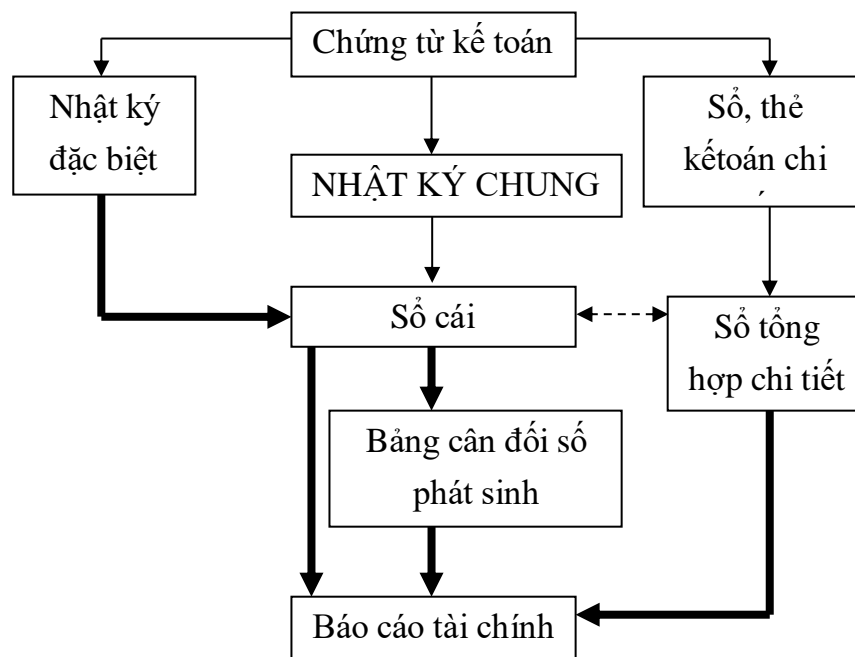 Chứng từ kế toán
Nhật ký
đặc biệt
Sổ, thẻ
kếtoán chi
NHẬT KÝ CHUNG
Sổ cái
Sổ tổng
hợp chi tiết
Bảng cân đối số
phát sinh
Báo cáo tài chính